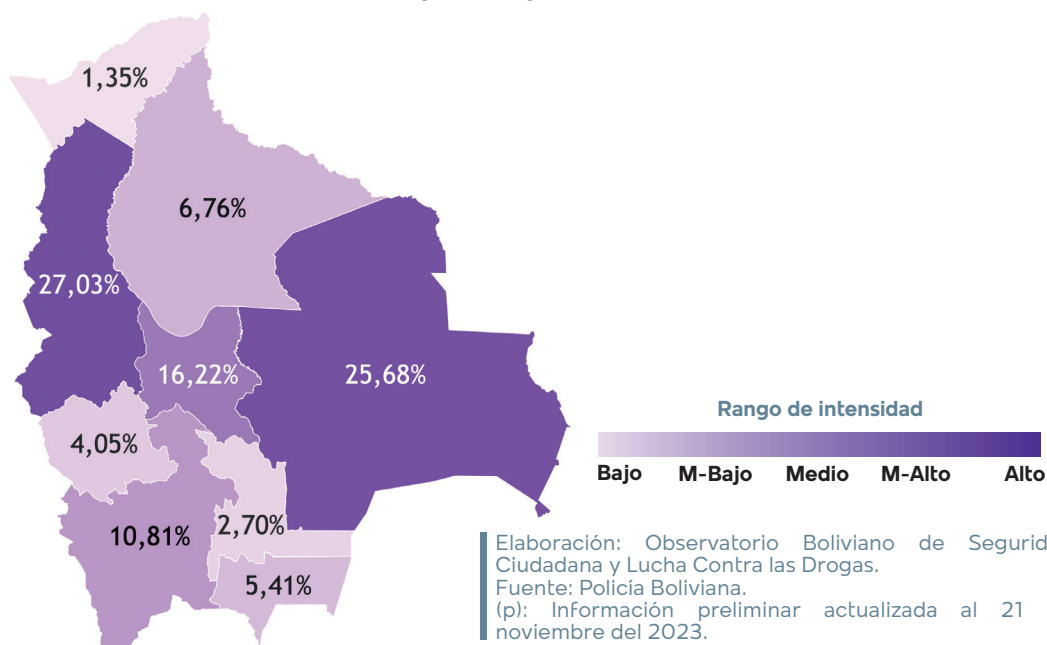 1,35%
6,76%
27,03%
16,22%
25,68%
4,05%
10,81%
2,70%
5,41%
Rango de intensidad
Bajo M-Bajo Medio M-Alto Alto
Elaboración: Observatorio Boliviano de Segurid
Ciudadana y Lucha Contra las Drogas.
Fuente: Policía Boliviana.
(p): Información preliminar actualizada al 21
noviembre del 2023.